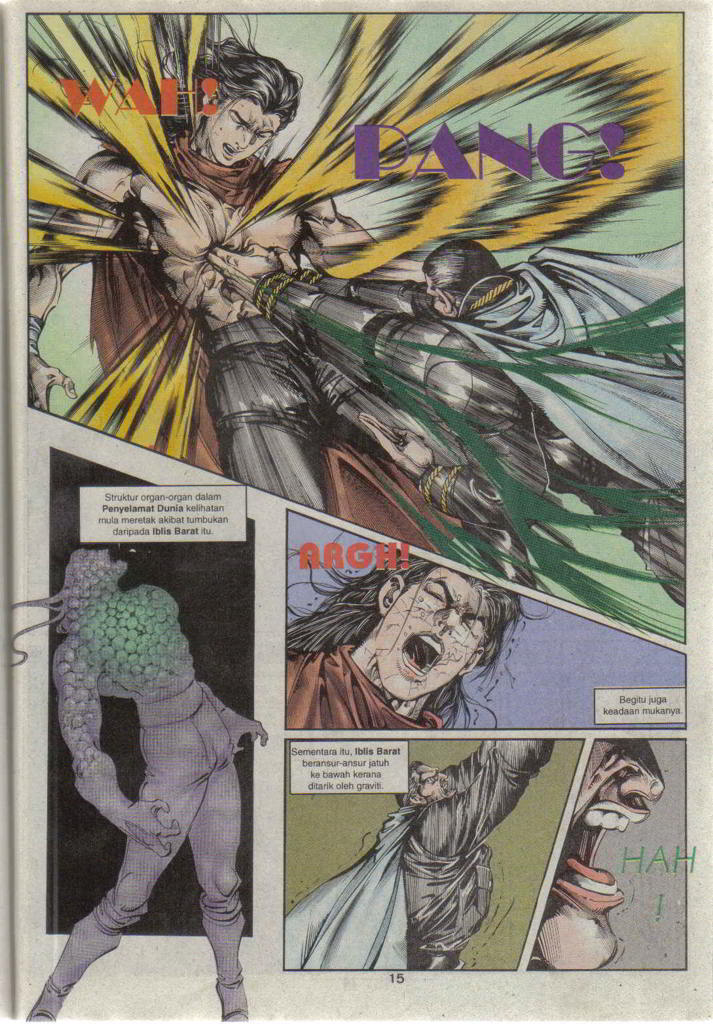 WAH!
PANG!
Struktur organ-organ dalam
Penyelamat Dunia kelihatan
mula meretak akibat tumbukan
daripada Iblis Barat itu.
ARGH!
Begitu juga
keadaan mukanya.
Sementara itu, Iblis Barat
beransur-ansur jatuh
ke bawah kerana
ditarik oleh graviti.
HAH
!
15